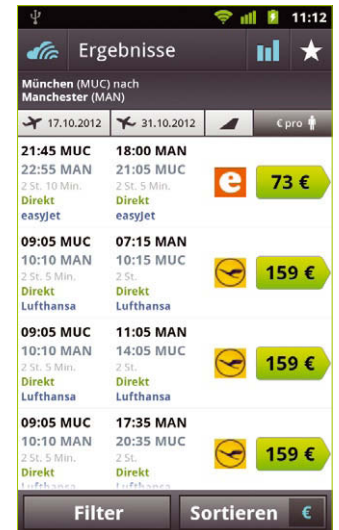 11:12
Ergebnisse
München (MUC) nach
Manchester (MAN)
17.10.2012 31.10.2012 € pro
21:45 MUC 18:00 MAN
22:55 MAN 21:05 MUC
2 St. 10 Min. 2 St. 5 Min.
Direkt Direkt
easyJet easyJet
e 73 €
09:05 MUC 07:15 MAN
10:10 MAN 10:15 MUC
2 St. 5 Min. 2 St.
Direkt Direkt
Lufthansa Lufthansa
159 €
09:05 MUC 11:05 MAN
10:10 MAN 14:05 MUC
2 St. 5 Min. 2 St.
Direkt Direkt
Lufthansa Lufthansa
159 €
09:05 MUC 17:35 MAN
10:10 MAN 20:35 MUC
2 St. 5 Min. 2 St.
Direkt Direkt
Lufthansa Lufthansa
159 €
Filter Sortieren €